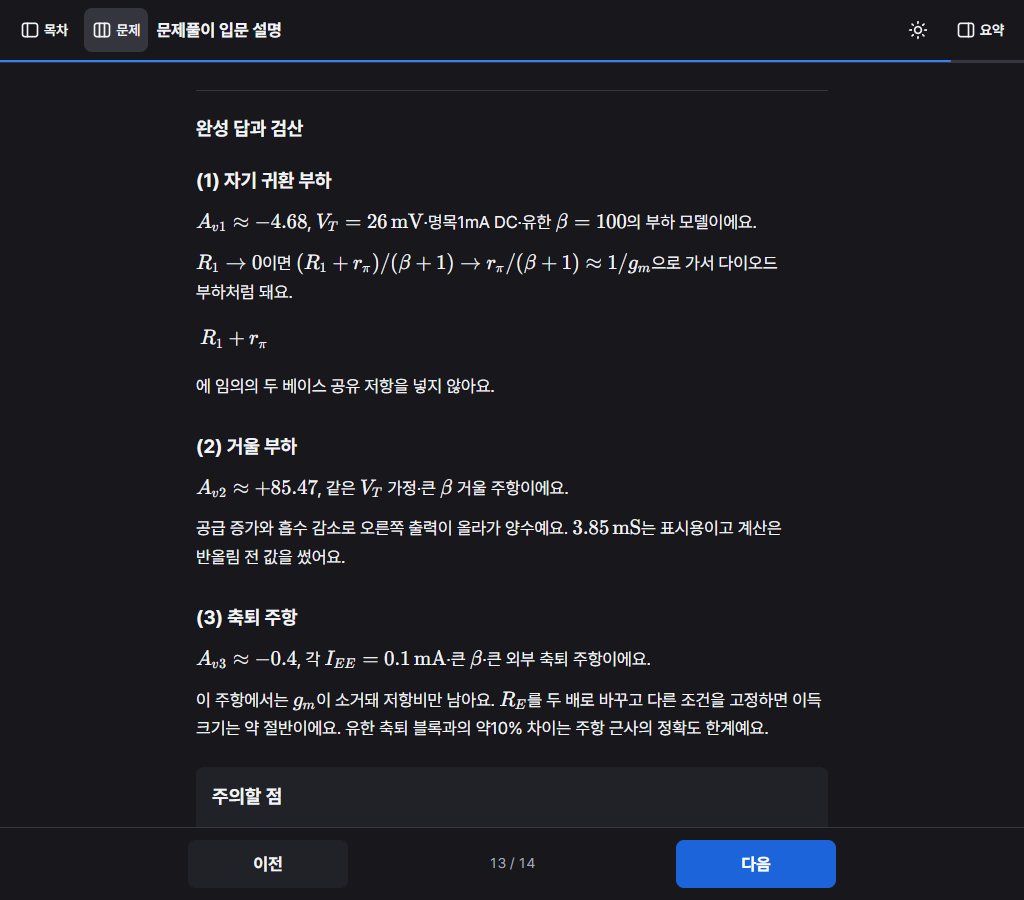 목차 문제 문제풀이 입문 설명 요약
완성 답과 검산
(1) 자기 귀환 부하
A_{v1} ≈ −4.68, V_T = 26 mV·명목1mA DC·유한 β = 100의 부하 모델이에요.
R_1 → 0이면 (R_1 + r_π)/(β + 1) → r_π/(β + 1) ≈ 1/g_m으로 가서 다이오드
부하처럼 돼요.
R_1 + r_π
에 임의의 두 베이스 공유 저항을 넣지 않아요.
(2) 거울 부하
A_{v2} ≈ +85.47, 같은 V_T 가정·큰 β 거울 주항이에요.
공급 증가와 흡수 감소로 오른쪽 출력이 올라가 양수예요. 3.85 mS는 표시용이고 계산은
반올림 전 값을 썼어요.
(3) 축퇴 주항
A_{v3} ≈ −0.4, 각 I_{EE} = 0.1 mA·큰 β·큰 외부 축퇴 주항이에요.
이 주항에서는 g_m이 소거돼 저항비만 남아요. R_E를 두 배로 바꾸고 다른 조건을 고정하면 이득
크기는 약 절반이에요. 유한 축퇴 블록과의 약10% 차이는 주항 근사의 정확도 한계예요.
주의할 점
이전 13 / 14 다음